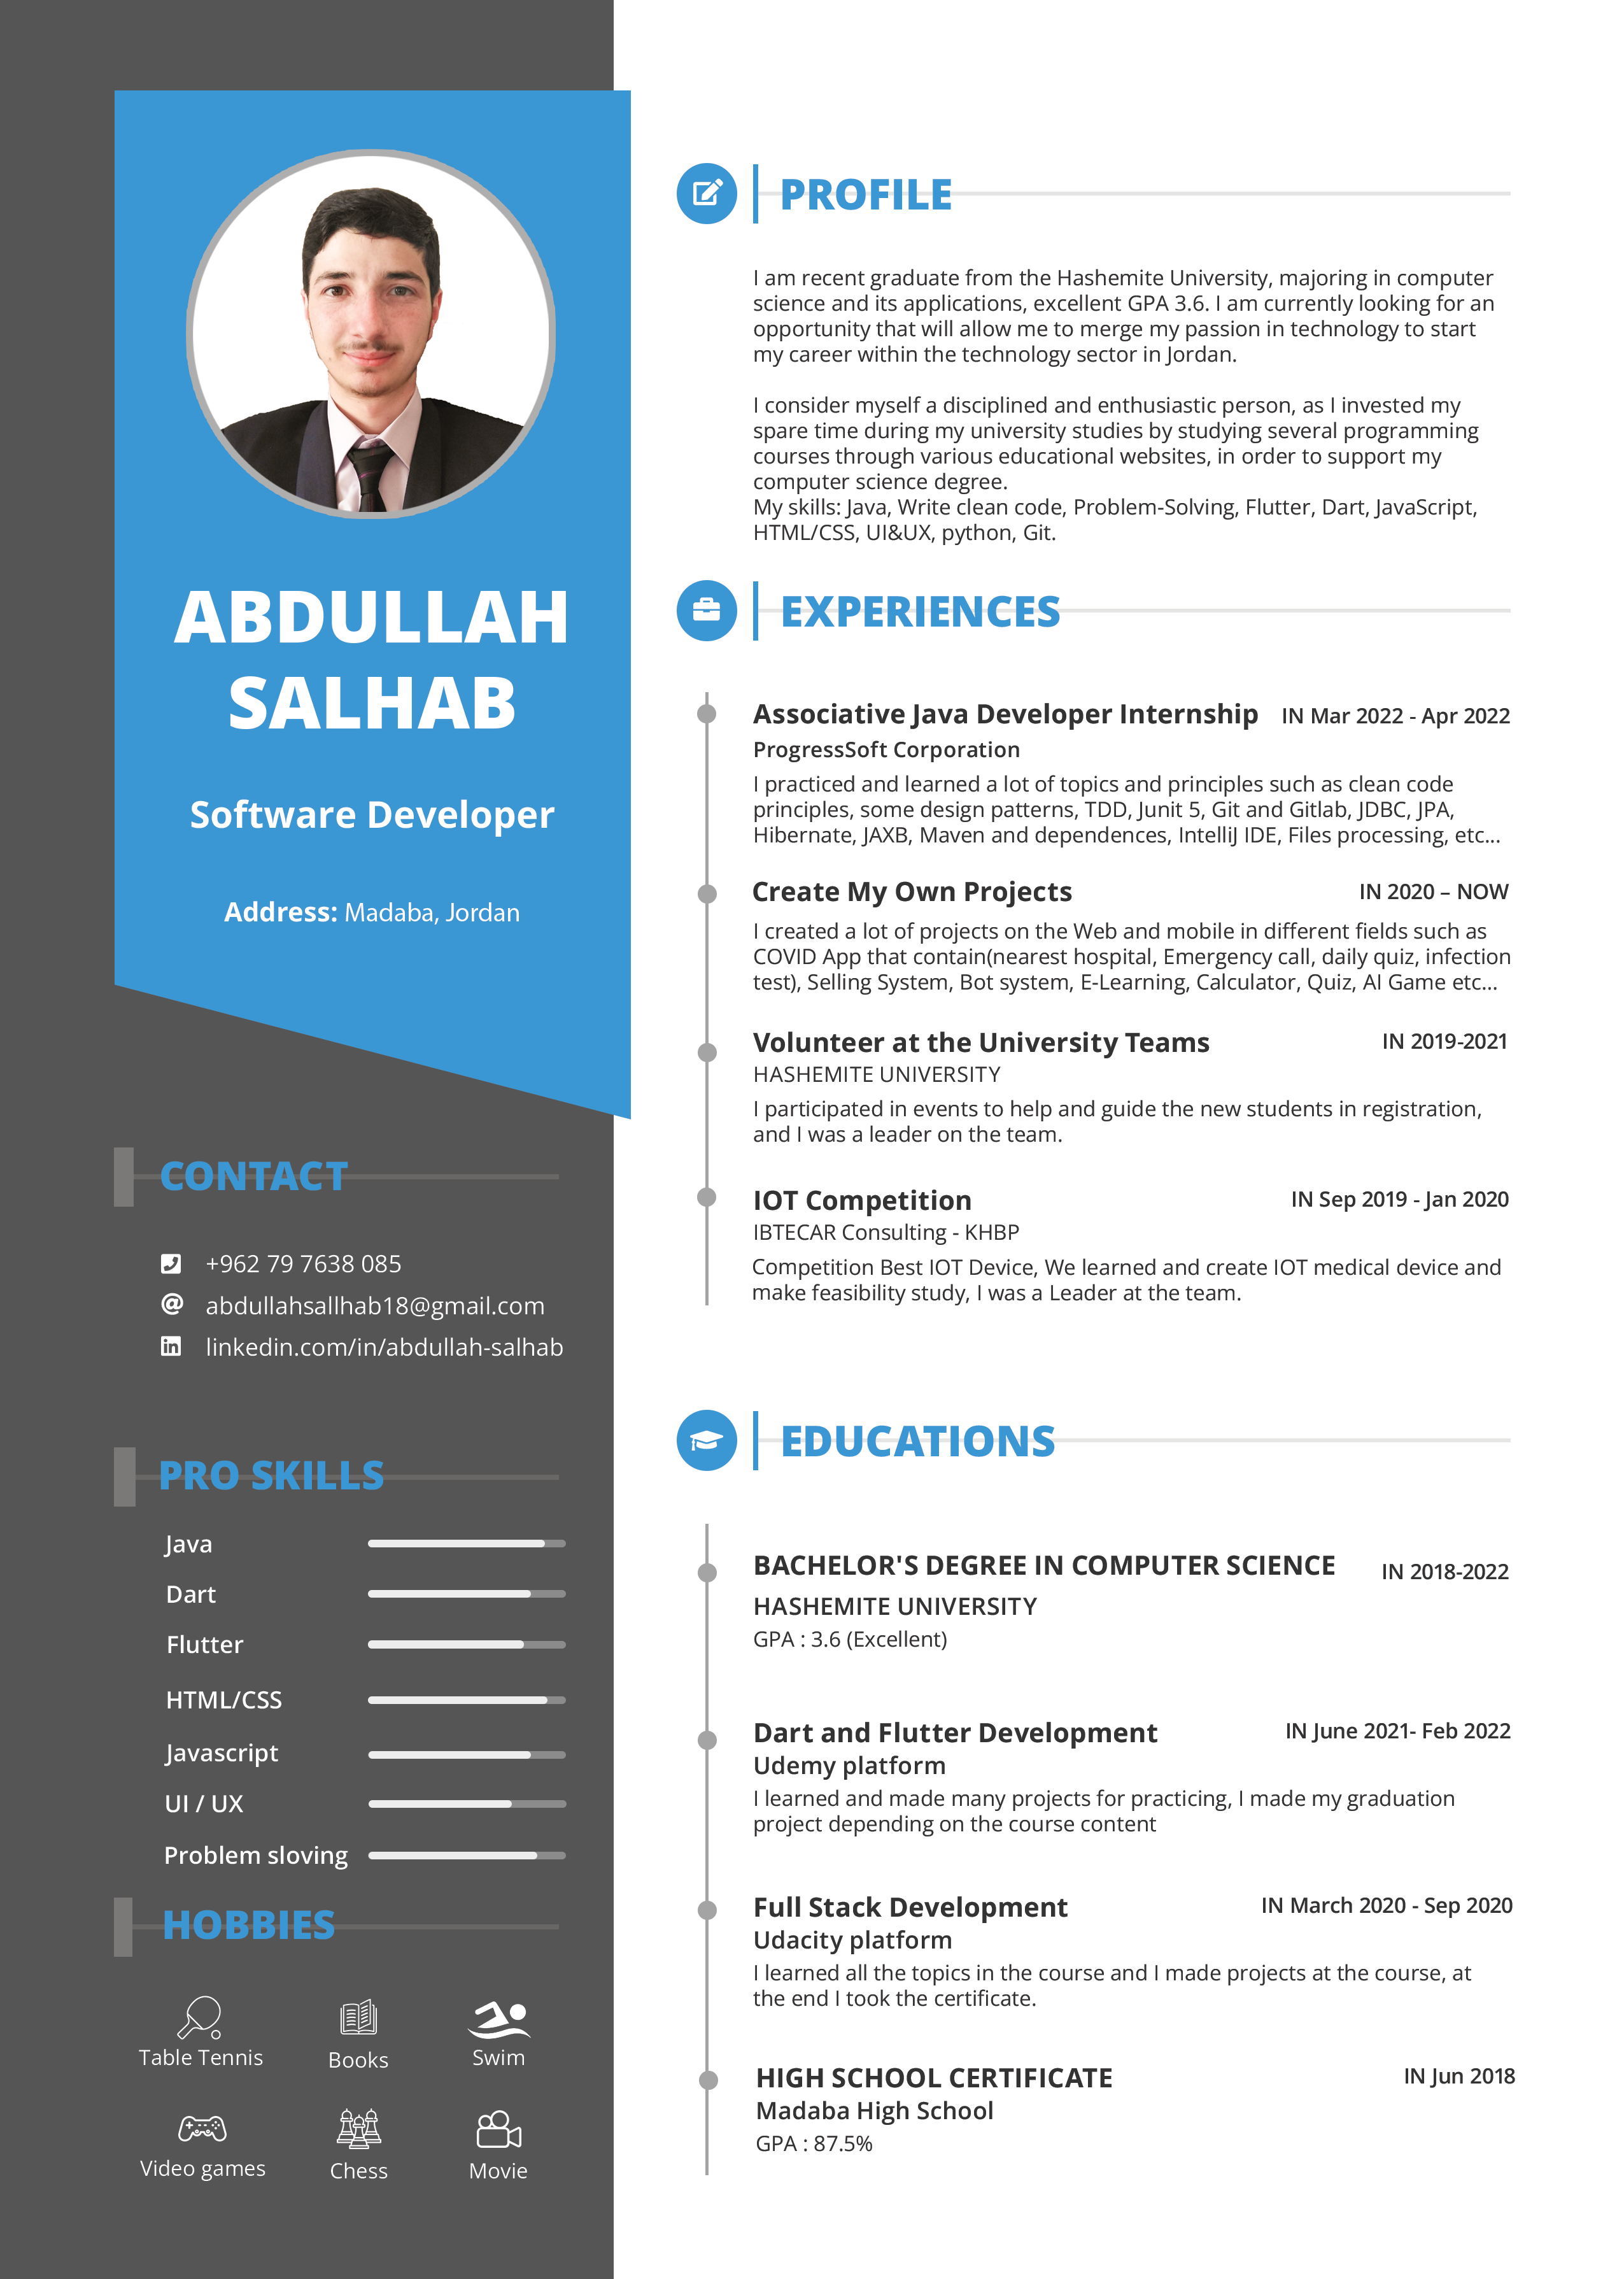 ABDULLAH
SALHAB
Software Developer
Address: Madaba, Jordan
CONTACT
+962 79 7638 085
abdullahsallhab18@gmail.com
linkedin.com/in/abdullah-salhab
PRO SKILLS
Java
Dart
Flutter
HTML/CSS
Javascript
UI / UX
Problem sloving
HOBBIES
Table Tennis
Books
Swim
Video games
Chess
Movie
PROFILE
I am recent graduate from the Hashemite University, majoring in computer
science and its applications, excellent GPA 3.6. I am currently looking for an
opportunity that will allow me to merge my passion in technology to start
my career within the technology sector in Jordan.
I consider myself a disciplined and enthusiastic person, as I invested my
spare time during my university studies by studying several programming
courses through various educational websites, in order to support my
computer science degree.
My skills: Java, Write clean code, Problem-Solving, Flutter, Dart, JavaScript,
HTML/CSS, UI&UX, python, Git.
EXPERIENCES
Associative Java Developer Internship IN Mar 2022 - Apr 2022
ProgressSoft Corporation
I practiced and learned a lot of topics and principles such as clean code
principles, some design patterns, TDD, Junit 5, Git and Gitlab, JDBC, JPA,
Hibernate, JAXB, Maven and dependences, IntelliJ IDE, Files processing, etc...
Create My Own Projects IN 2020 – NOW
I created a lot of projects on the Web and mobile in different fields such as
COVID App that contain(nearest hospital, Emergency call, daily quiz, infection
test), Selling System, Bot system, E-Learning, Calculator, Quiz, AI Game etc...
Volunteer at the University Teams IN 2019-2021
HASHEMITE UNIVERSITY
I participated in events to help and guide the new students in registration,
and I was a leader on the team.
IOT Competition IN Sep 2019 - Jan 2020
IBTECAR Consulting - KHBP
Competition Best IOT Device, We learned and create IOT medical device and
make feasibility study, I was a Leader at the team.
EDUCATIONS
BACHELOR'S DEGREE IN COMPUTER SCIENCE IN 2018-2022
HASHEMITE UNIVERSITY
GPA : 3.6 (Excellent)
Dart and Flutter Development IN June 2021- Feb 2022
Udemy platform
I learned and made many projects for practicing, I made my graduation
project depending on the course content
Full Stack Development IN March 2020 - Sep 2020
Udacity platform
I learned all the topics in the course and I made projects at the course, at
the end I took the certificate.
HIGH SCHOOL CERTIFICATE IN Jun 2018
Madaba High School
GPA : 87.5%